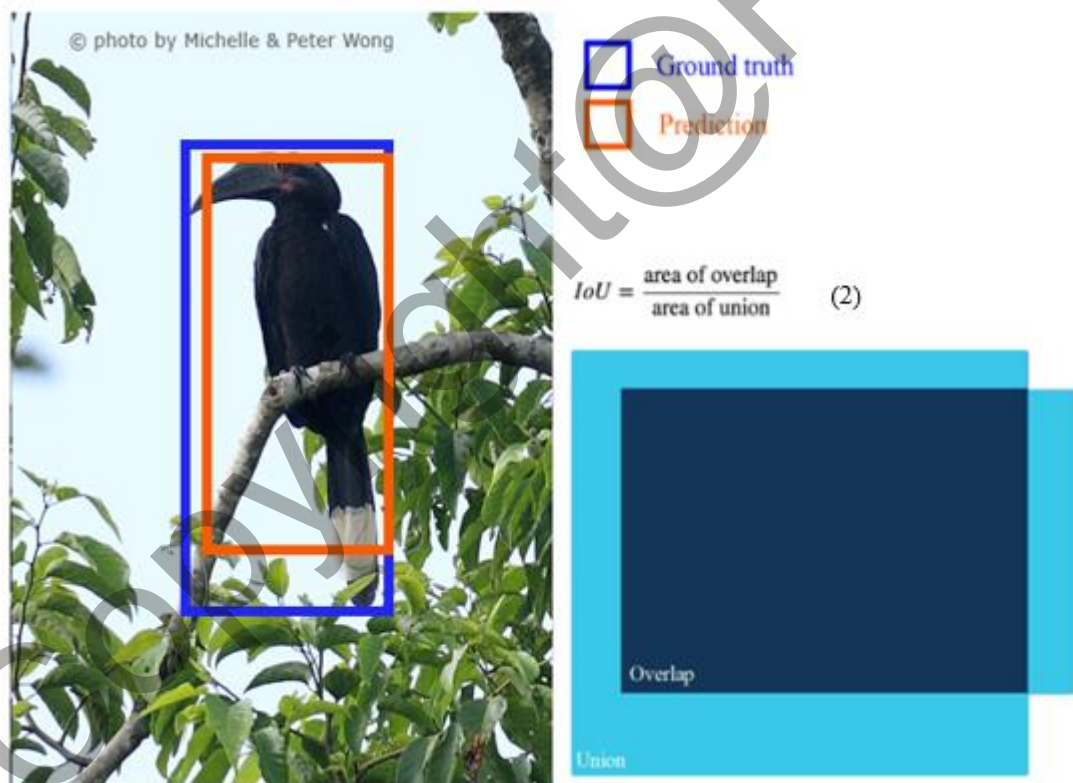 © photo by Michelle & Peter Wong
Ground truth
Prediction
IoU = area of overlap / area of union (2)
Overlap
Union